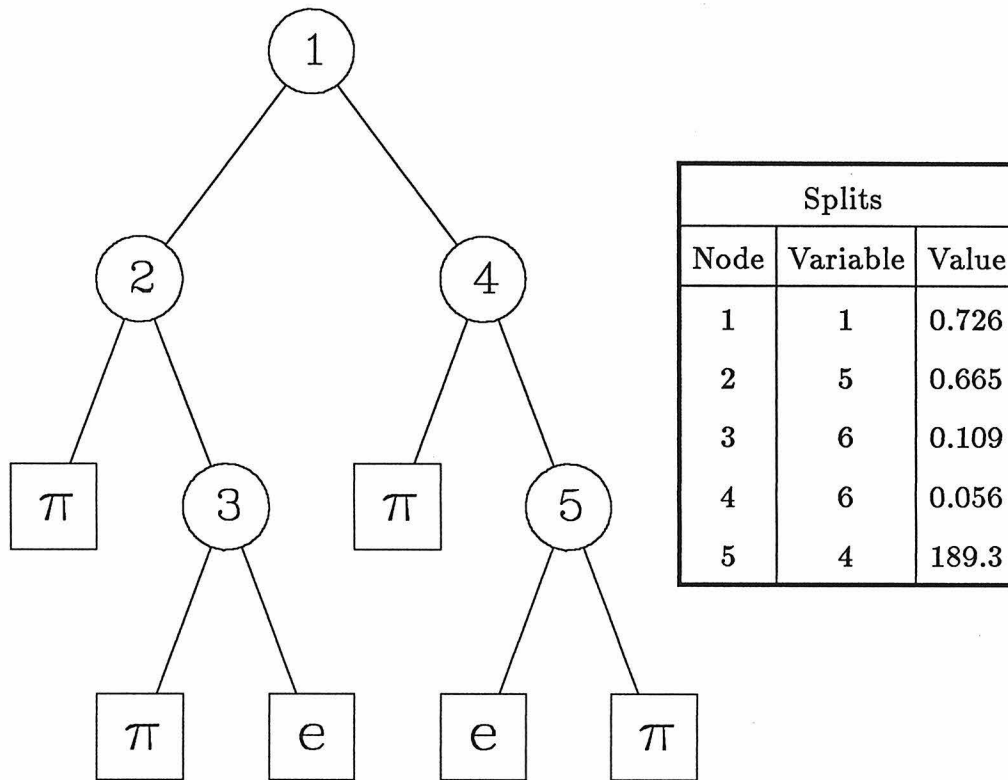 1
2 4
π 3 π 5
π e e π
Splits
Node Variable Value
1 1 0.726
2 5 0.665
3 6 0.109
4 6 0.056
5 4 189.3